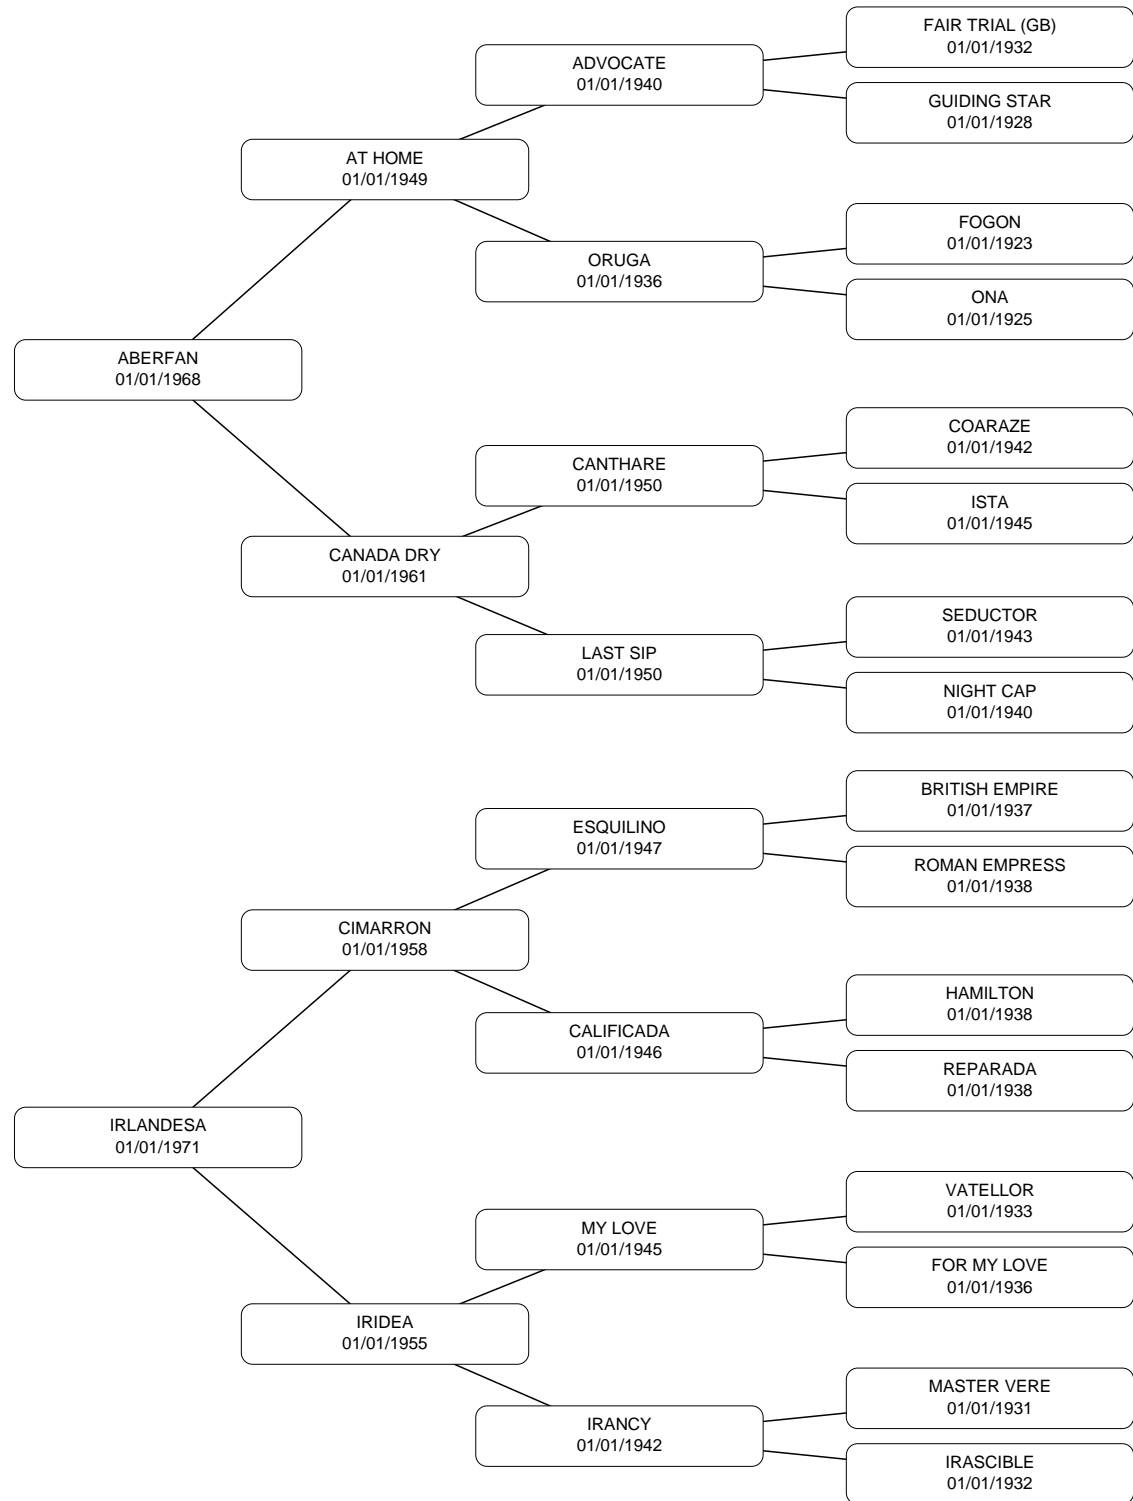 FAIR TRIAL (GB)
01/01/1932
ADVOCATE
01/01/1940
GUIDING STAR
01/01/1928
AT HOME
01/01/1949
FOGON
01/01/1923
ORUGA
01/01/1936
ONA
01/01/1925
ABERFAN
01/01/1968
COARAZE
01/01/1942
CANTHARE
01/01/1950
ISTA
01/01/1945
CANADA DRY
01/01/1961
SEDUCTOR
01/01/1943
LAST SIP
01/01/1950
NIGHT CAP
01/01/1940
BRITISH EMPIRE
01/01/1937
ESQUILINO
01/01/1947
ROMAN EMPRESS
01/01/1938
CIMARRON
01/01/1958
HAMILTON
01/01/1938
CALIFICADA
01/01/1946
REPARADA
01/01/1938
IRLANDESA
01/01/1971
VATELLOR
01/01/1933
MY LOVE
01/01/1945
FOR MY LOVE
01/01/1936
IRIDEA
01/01/1955
MASTER VERE
01/01/1931
IRANCY
01/01/1942
IRASCIBLE
01/01/1932